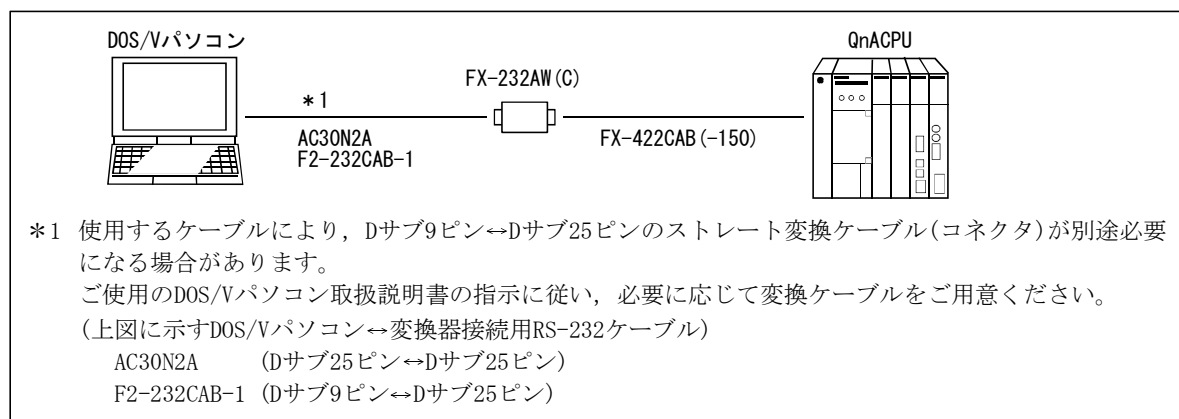 DOS/Vパソコン
QnACPU
FX-232AW(C)
*1
AC30N2A
F2-232CAB-1
FX-422CAB(-150)
*1 使用するケーブルにより，Dサブ9ピン↔Dサブ25ピンのストレート変換ケーブル(コネクタ)が別途必要
になる場合があります。
ご使用のDOS/Vパソコン取扱説明書の指示に従い，必要に応じて変換ケーブルをご用意ください。
(上図に示すDOS/Vパソコン↔変換器接続用RS-232ケーブル)
AC30N2A (Dサブ25ピン↔Dサブ25ピン)
F2-232CAB-1 (Dサブ9ピン↔Dサブ25ピン)